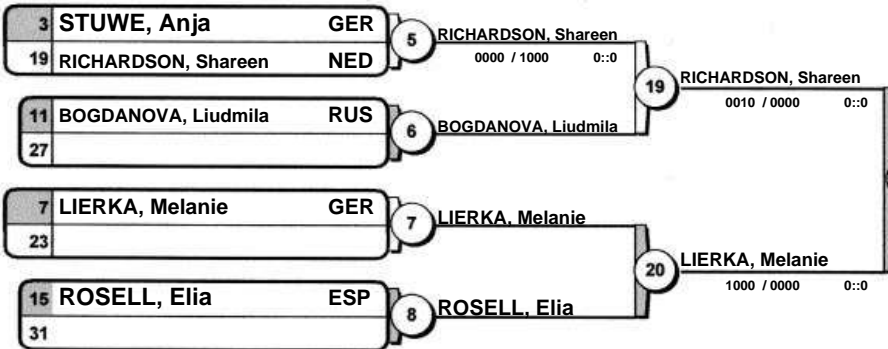 3 STUWE, Anja GER
19 RICHARDSON, Shareen NED
5
RICHARDSON, Shareen
0000 / 1000 0::0
11 BOGDANOVA, Liudmila RUS
27
6
BOGDANOVA, Liudmila
19
RICHARDSON, Shareen
0010 / 0000 0::0
7 LIERKA, Melanie GER
23
7
LIERKA, Melanie
15 ROSELL, Elia ESP
31
8
ROSELL, Elia
20
LIERKA, Melanie
1000 / 0000 0::0